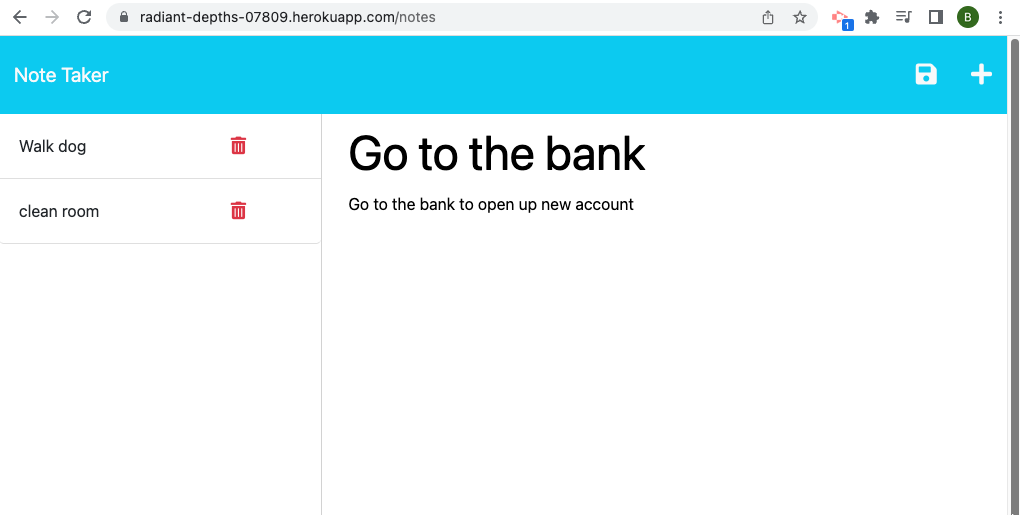 radiant-depths-07809.herokuapp.com/notes
1
B
Note Taker
Walk dog
clean room
Go to the bank
Go to the bank to open up new account